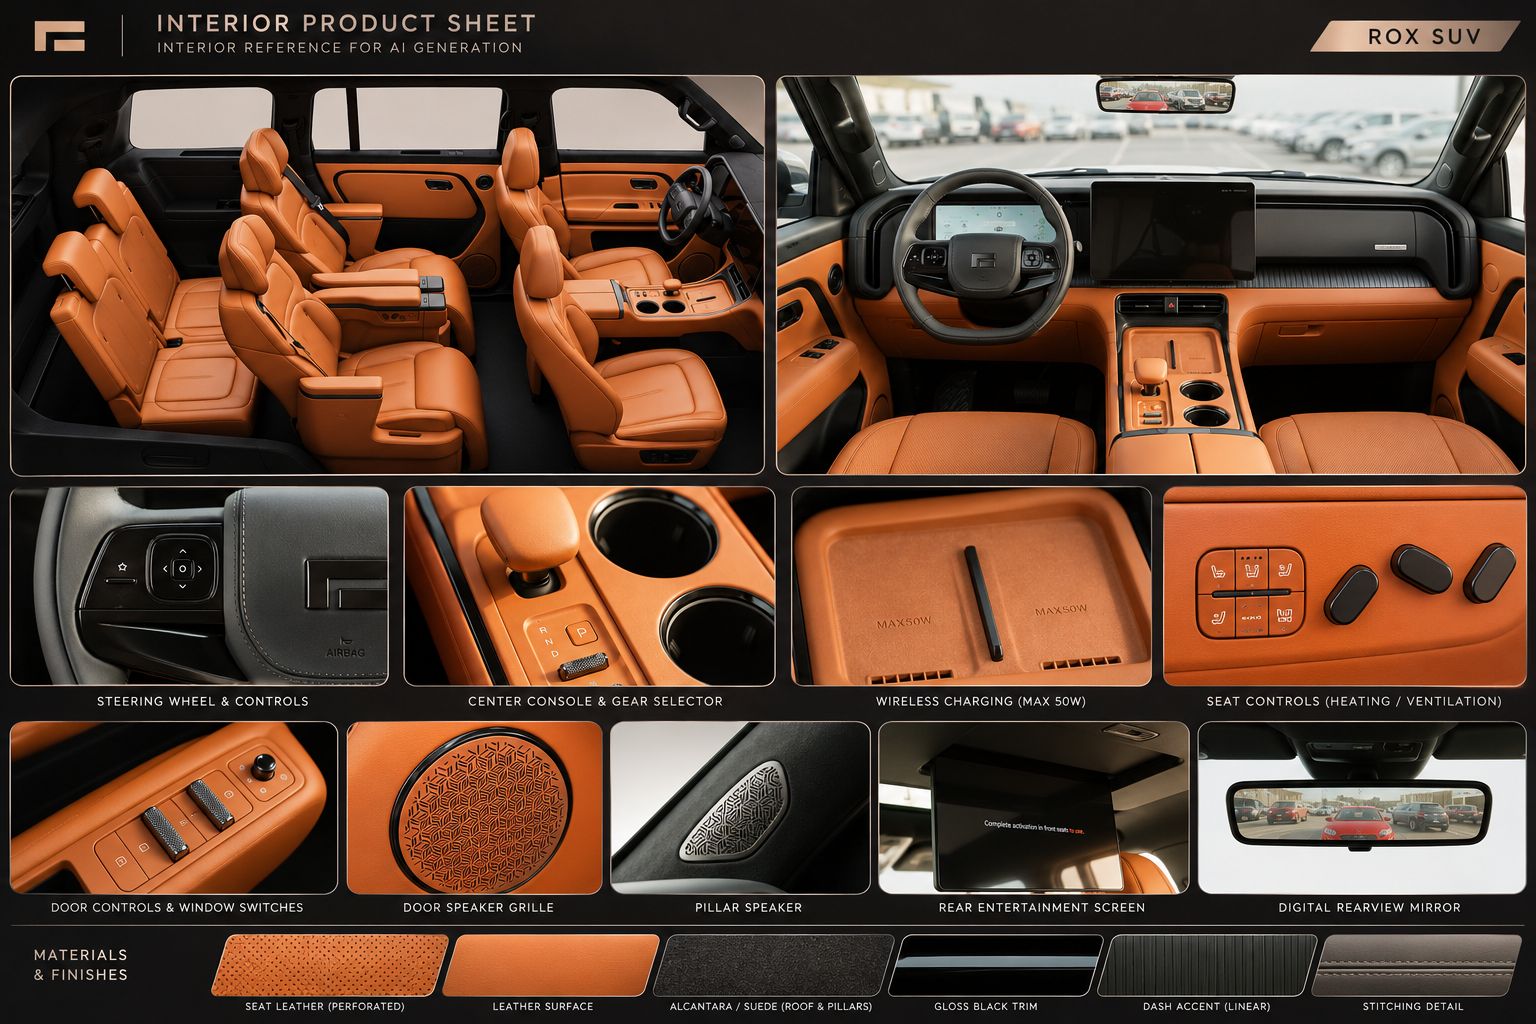 INTERIOR PRODUCT SHEET
INTERIOR REFERENCE FOR AI GENERATION
ROX SUV
AIRBAG
R
N
D
P
MAX50W
MAX50W
STEERING WHEEL & CONTROLS
CENTER CONSOLE & GEAR SELECTOR
WIRELESS CHARGING (MAX 50W)
SEAT CONTROLS (HEATING / VENTILATION)
Complete activation in front seats to use.
DOOR CONTROLS & WINDOW SWITCHES
DOOR SPEAKER GRILLE
PILLAR SPEAKER
REAR ENTERTAINMENT SCREEN
DIGITAL REARVIEW MIRROR
MATERIALS
& FINISHES
SEAT LEATHER (PERFORATED)
LEATHER SURFACE
ALCANTARA / SUEDE (ROOF & PILLARS)
GLOSS BLACK TRIM
DASH ACCENT (LINEAR)
STITCHING DETAIL